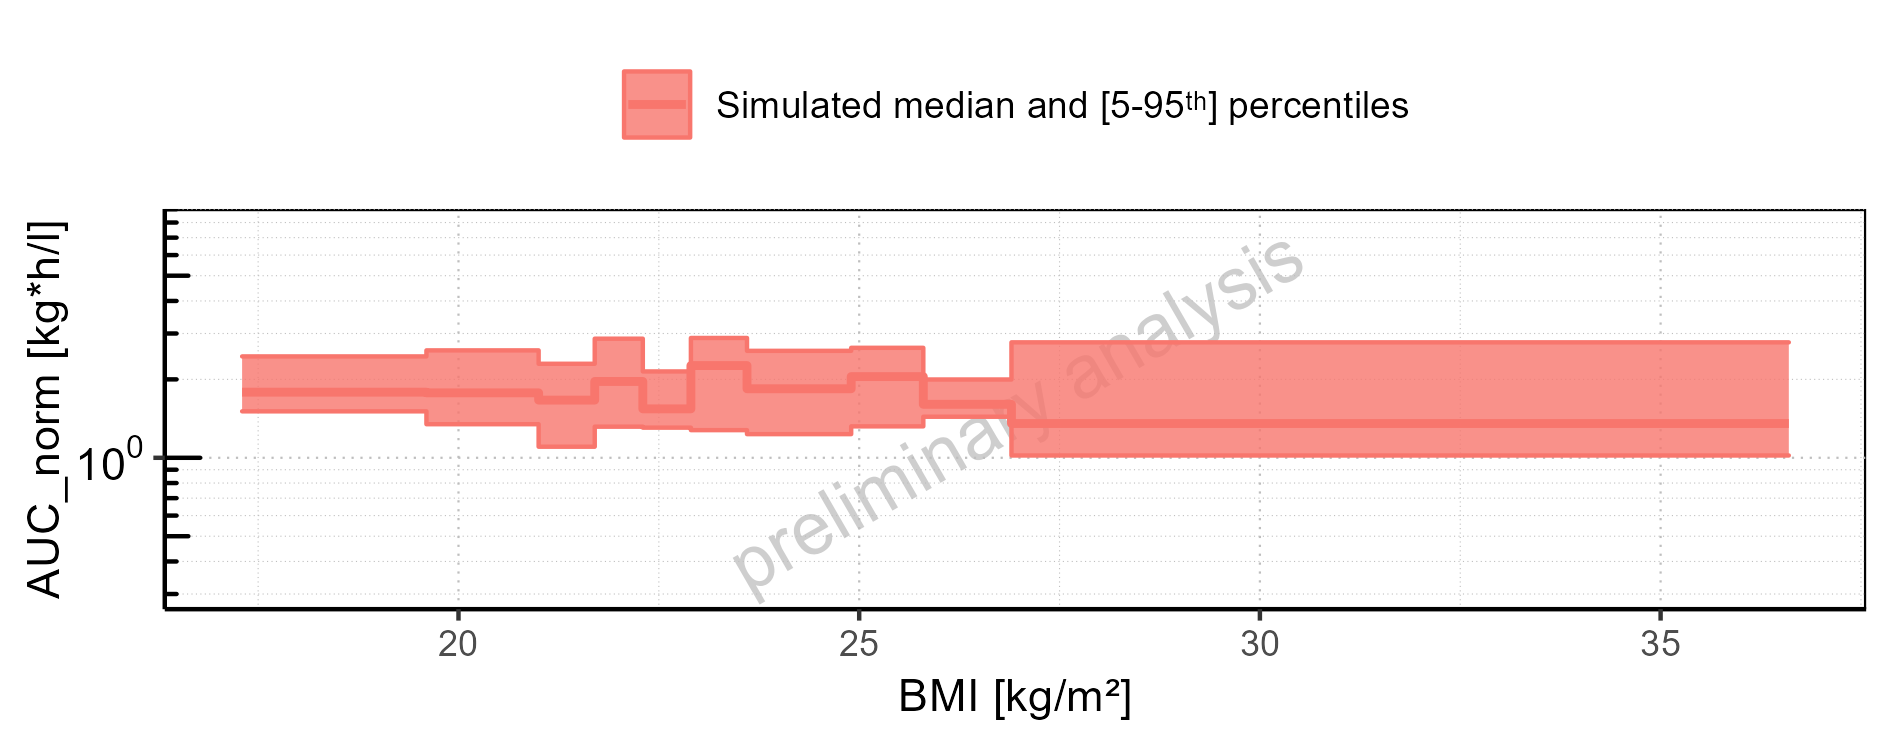 Simulated median and [5-95ᵗʰ] percentiles
AUC_norm [kg*h/l]
10⁰
preliminary analysis
20 25 30 35
BMI [kg/m²]